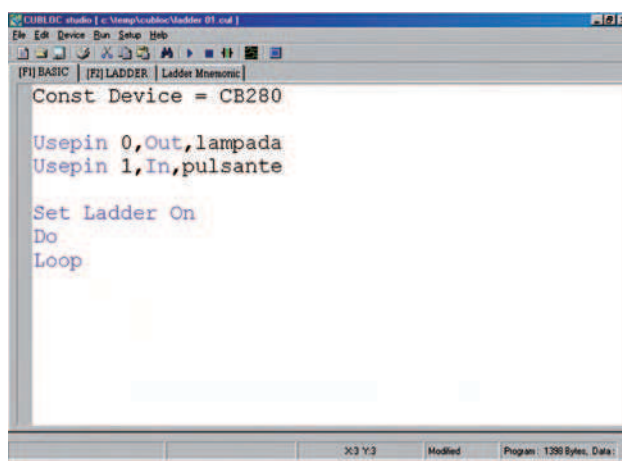 CUBLOC studio [ c:\temp\cubloc\ladder 01.cul ]
File Edit Device Run Setup Help
[F1] BASIC [F2] LADDER Ladder Mnemonic
Const Device = CB280
Usepin 0,Out,lampada
Usepin 1,In,pulsante
Set Ladder On
Do
Loop
X:3 Y:3 Modified Program : 1398 Bytes, Data :